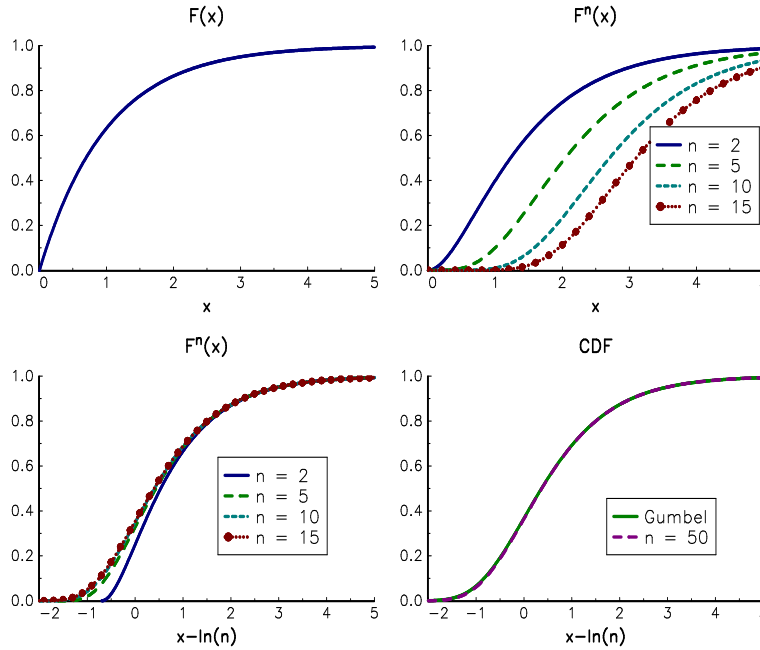 F(x)
1.0
0.8
0.6
0.4
0.2
0.0
0 1 2 3 4 5
x
Fⁿ(x)
1.0
0.8
0.6
0.4
0.2
0.0
n = 2
n = 5
n = 10
n = 15
0 1 2 3 4 5
x
Fⁿ(x)
1.0
0.8
0.6
0.4
0.2
0.0
n = 2
n = 5
n = 10
n = 15
-2 -1 0 1 2 3 4 5
x-ln(n)
CDF
1.0
0.8
0.6
0.4
0.2
0.0
Gumbel
n = 50
-2 -1 0 1 2 3 4 5
x-ln(n)